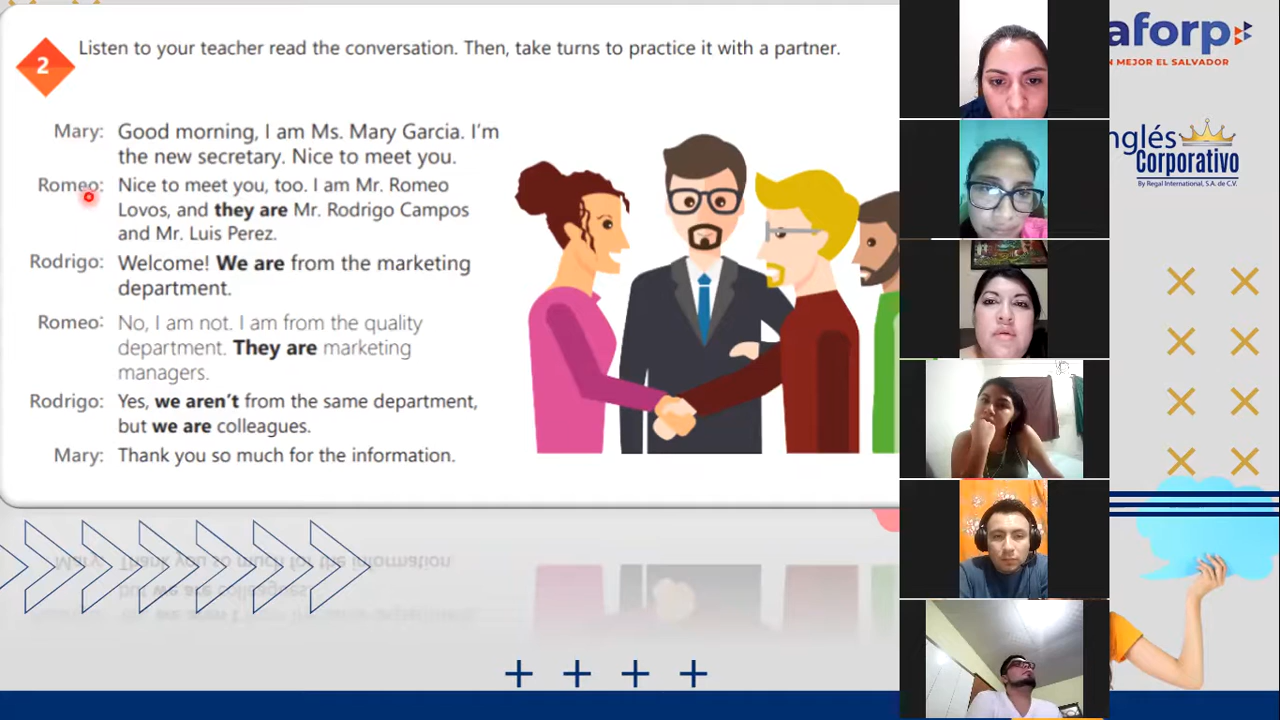 2
Listen to your teacher read the conversation. Then, take turns to practice it with a partner.
Mary: Good morning, I am Ms. Mary Garcia. I'm
the new secretary. Nice to meet you.
Romeo: Nice to meet you, too. I am Mr. Romeo
Lovos, and they are Mr. Rodrigo Campos
and Mr. Luis Perez.
Rodrigo: Welcome! We are from the marketing
department.
Romeo: No, I am not. I am from the quality
department. They are marketing
managers.
Rodrigo: Yes, we aren't from the same department,
but we are colleagues.
Mary: Thank you so much for the information.
aforp
N MEJOR EL SALVADOR
nglés
Corporativo
By Regal International, S.A. de C.V.